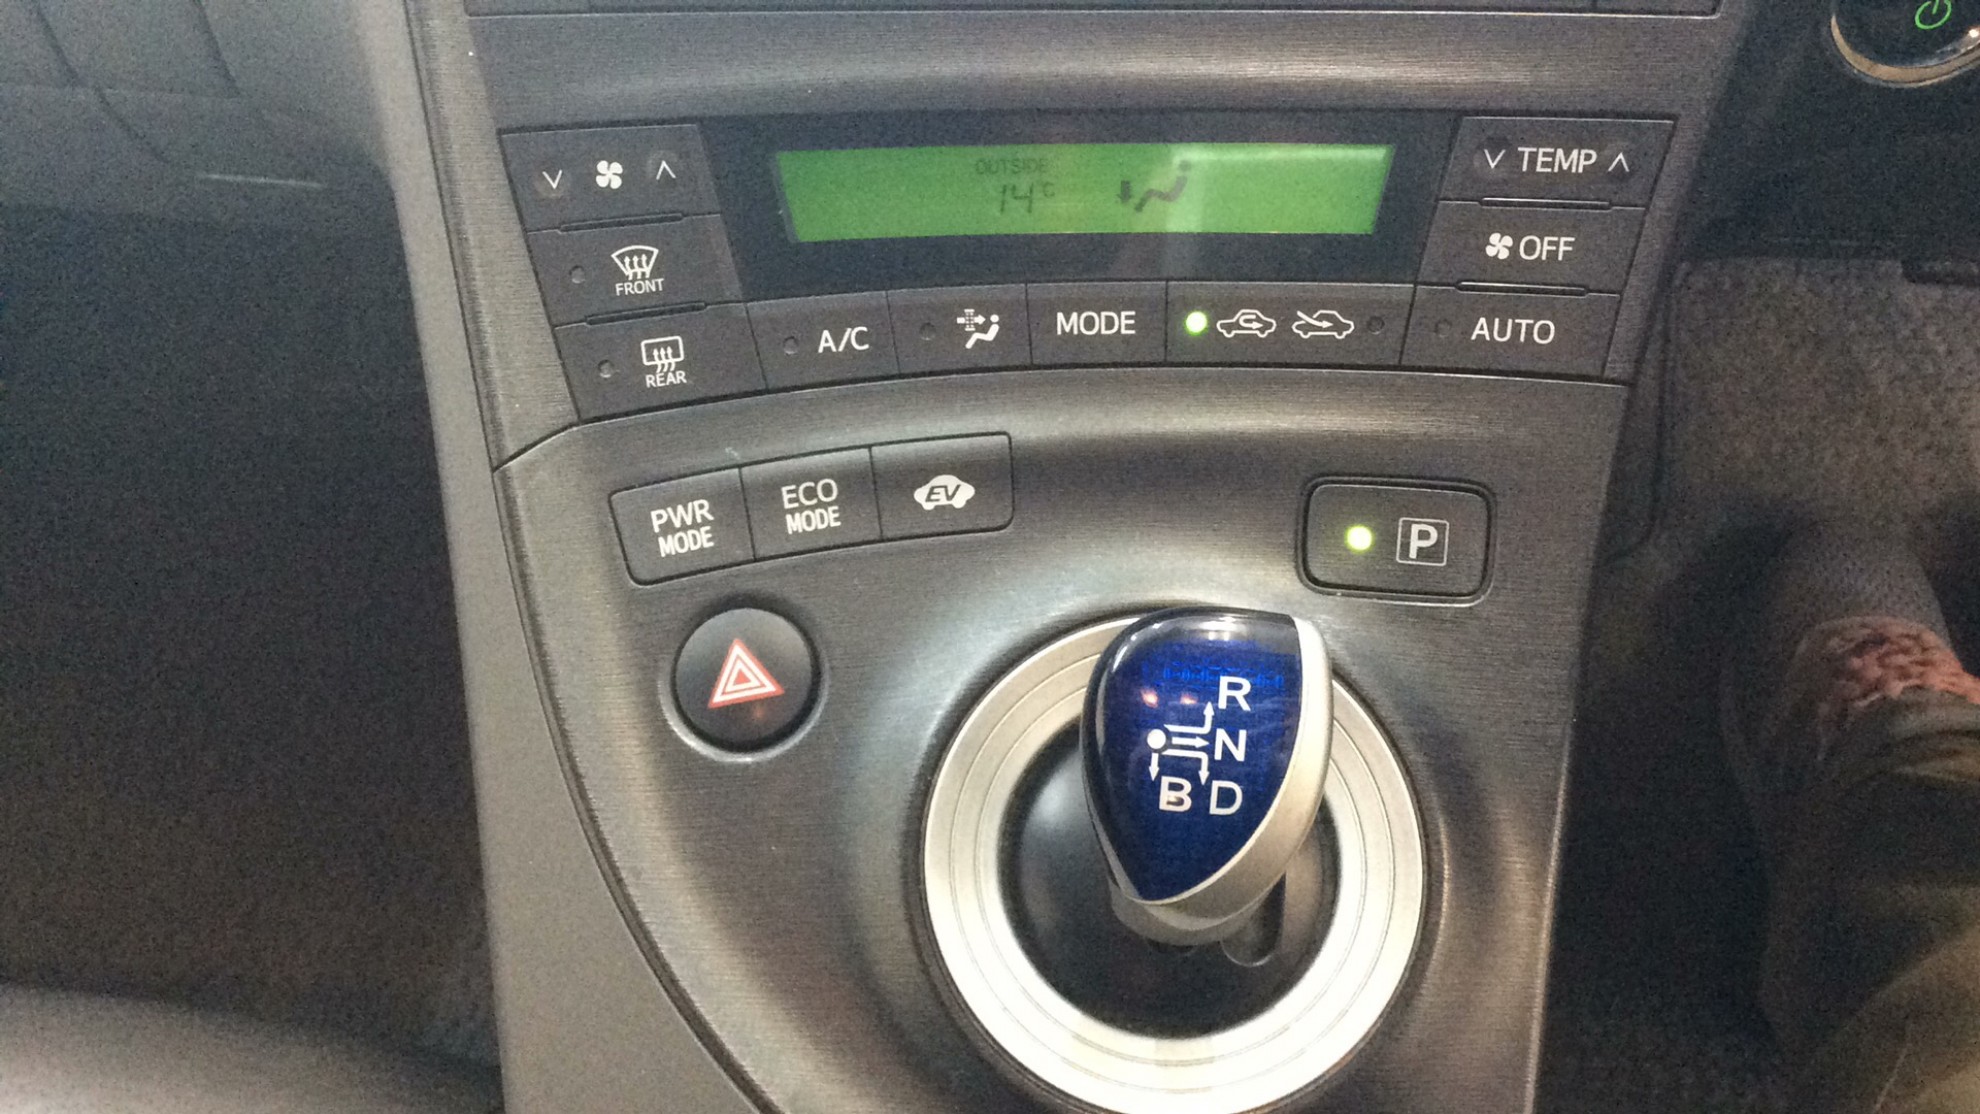 OUTSIDE
14°C
TEMP
OFF
FRONT
REAR
A/C
MODE
AUTO
PWR
MODE
ECO
MODE
EV
P
R
N
B D